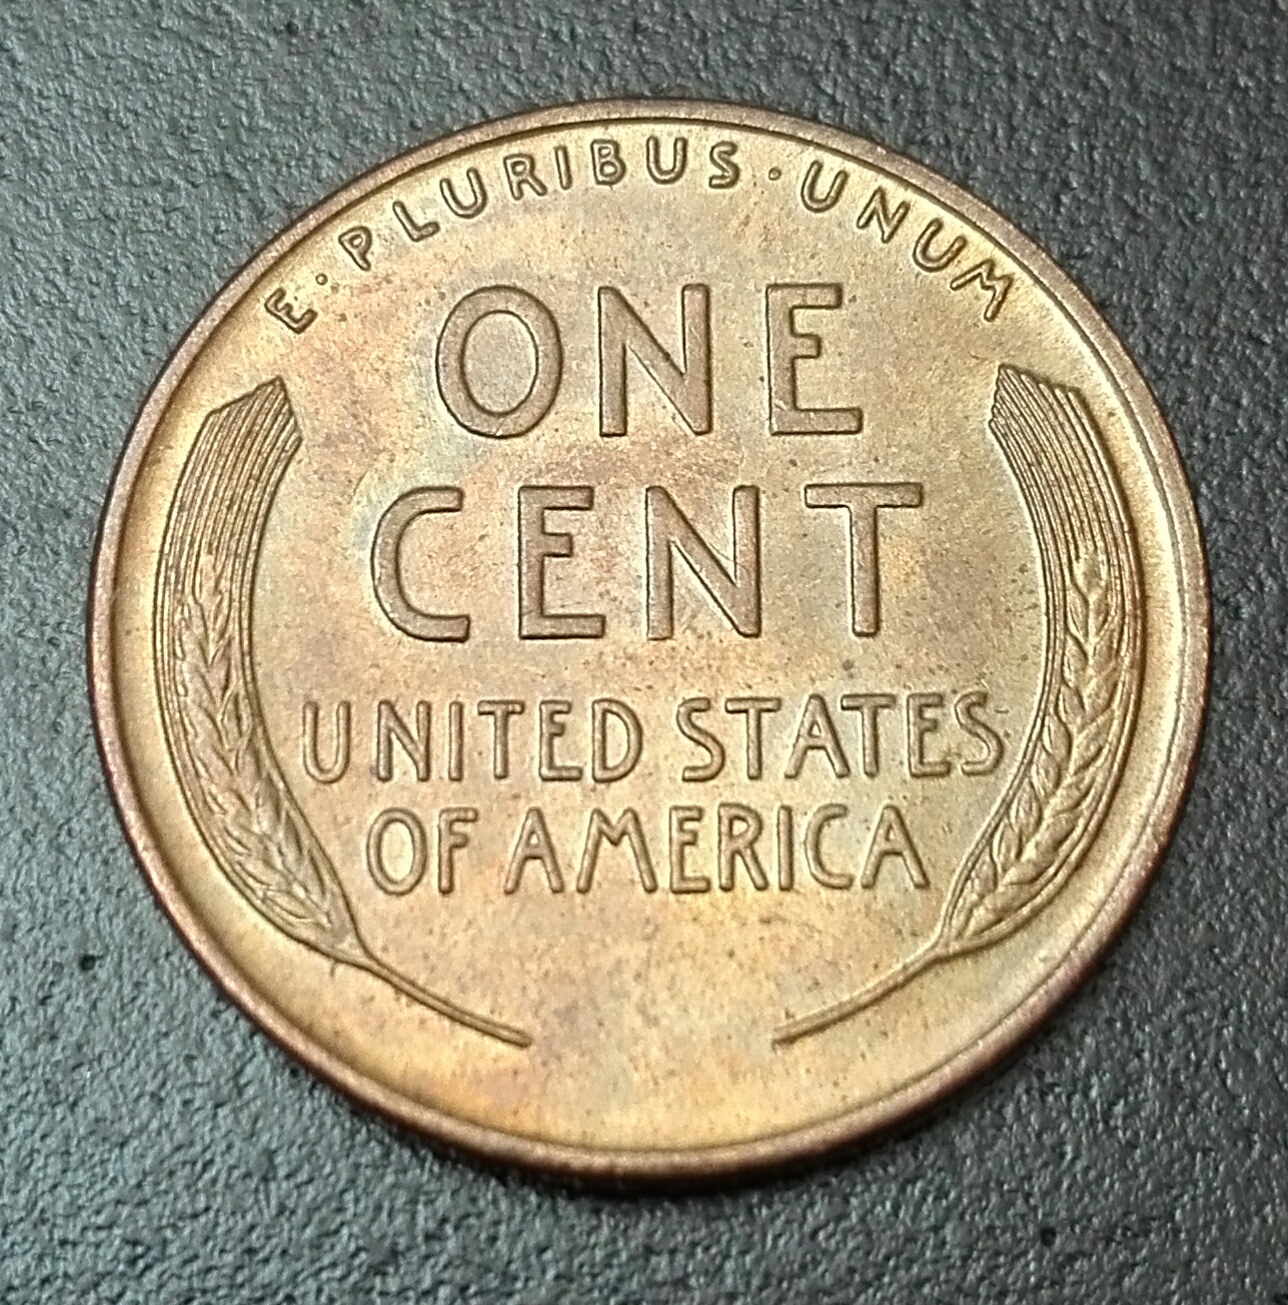 E·PLURIBUS·UNUM
ONE
CENT
UNITED STATES
OF AMERICA